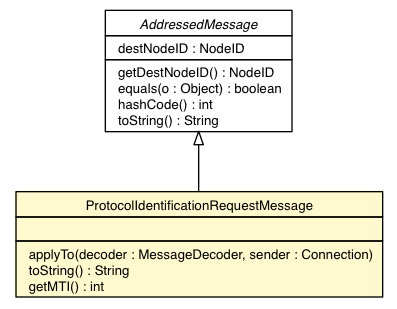 AddressedMessage
destNodeID : NodeID
getDestNodeID() : NodeID
equals(o : Object) : boolean
hashCode() : int
toString() : String
ProtocolIdentificationRequestMessage
applyTo(decoder : MessageDecoder, sender : Connection)
toString() : String
getMTI() : int